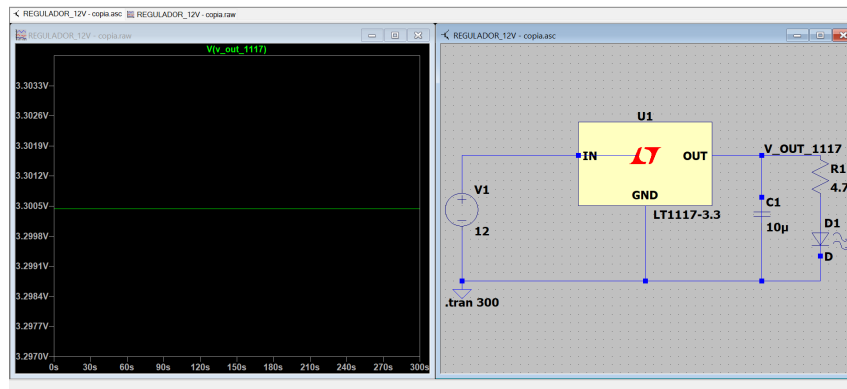 REGULADOR_12V - copia.asc REGULADOR_12V - copia.raw
REGULADOR_12V - copia.raw
V(v_out_1117)
3.3033V
3.3026V
3.3019V
3.3012V
3.3005V
3.2998V
3.2991V
3.2984V
3.2977V
3.2970V
0s 30s 60s 90s 120s 150s 180s 210s 240s 270s 300s
REGULADOR_12V - copia.asc
U1
IN
OUT
GND
LT1117-3.3
V_OUT_1117
R1
4.7
V1
12
C1
10µ
D1
D
.tran 300